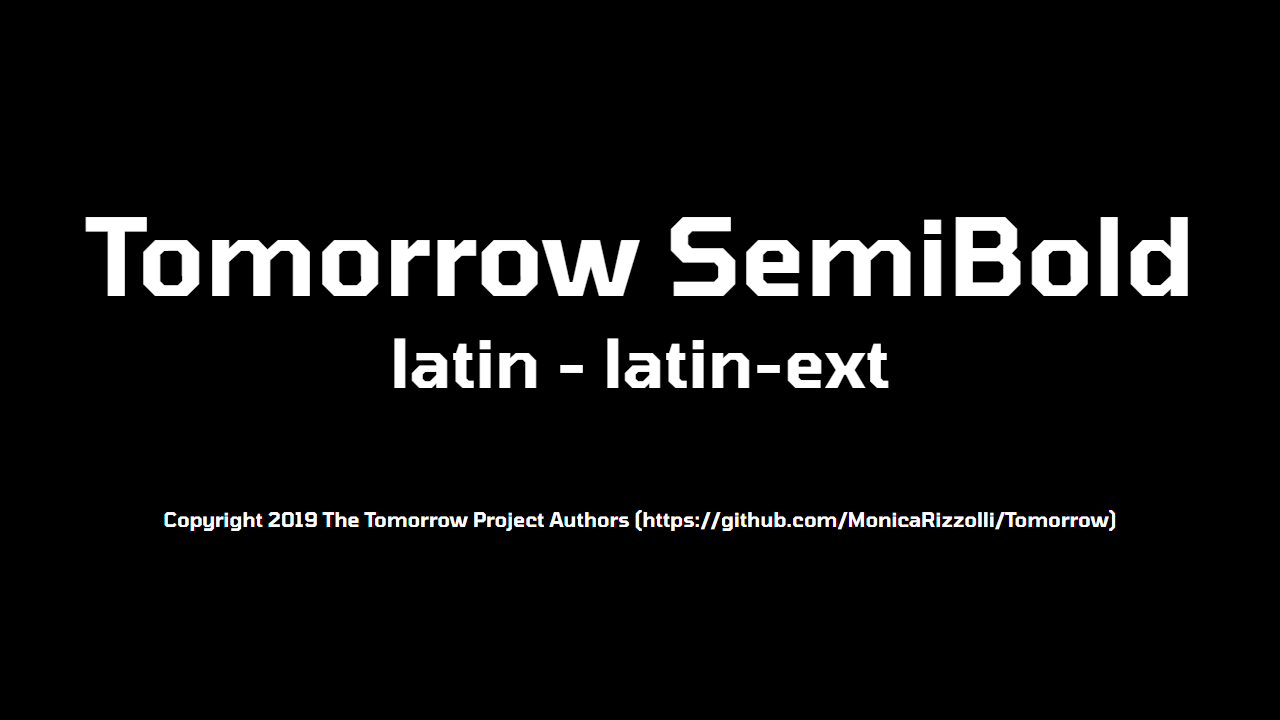 Tomorrow SemiBold
latin - latin-ext
Copyright 2019 The Tomorrow Project Authors (https://github.com/MonicaRizzolli/Tomorrow)